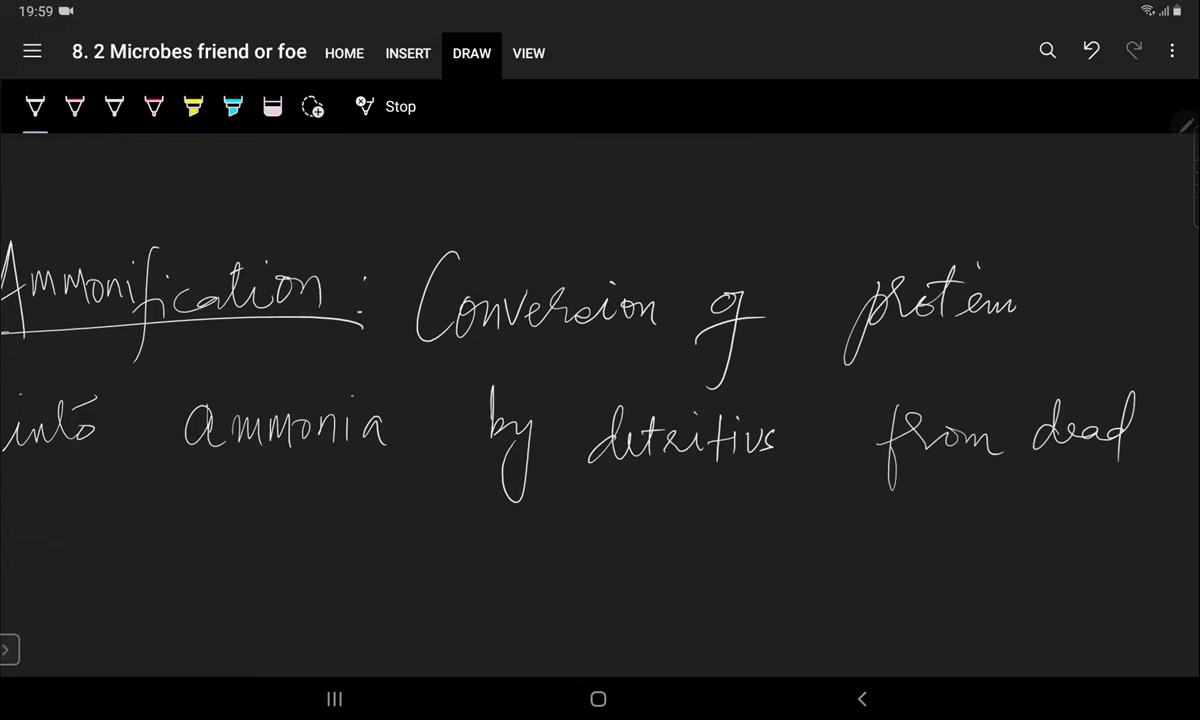 19:59
8. 2 Microbes friend or foe HOME INSERT DRAW VIEW
Stop
Ammonification: Conversion of protein
into ammonia by detritivs from dead